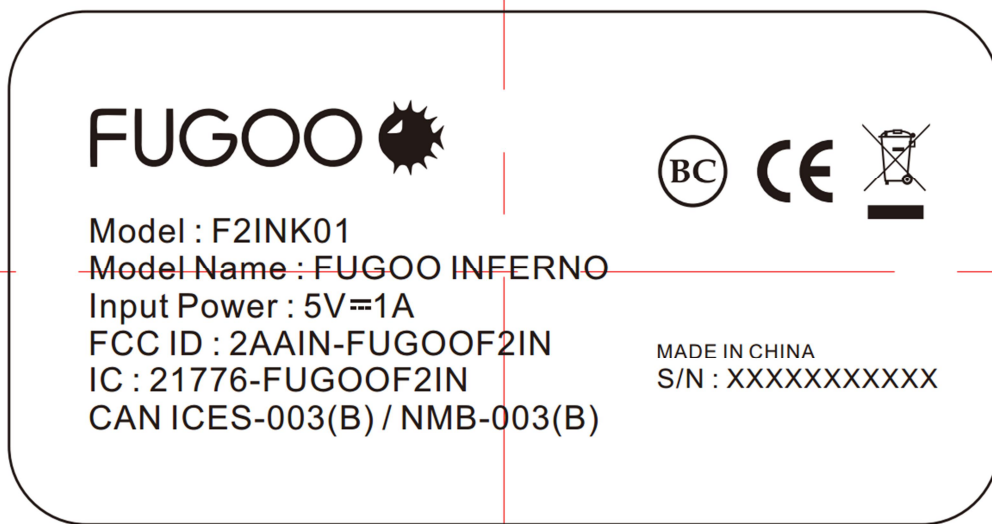 FUGOO
BC CE
Model : F2INK01
Model Name : FUGOO INFERNO
Input Power : 5V⎓1A
FCC ID : 2AAIN-FUGOOF2IN
IC : 21776-FUGOOF2IN
CAN ICES-003(B) / NMB-003(B)
MADE IN CHINA
S/N : XXXXXXXXXXX